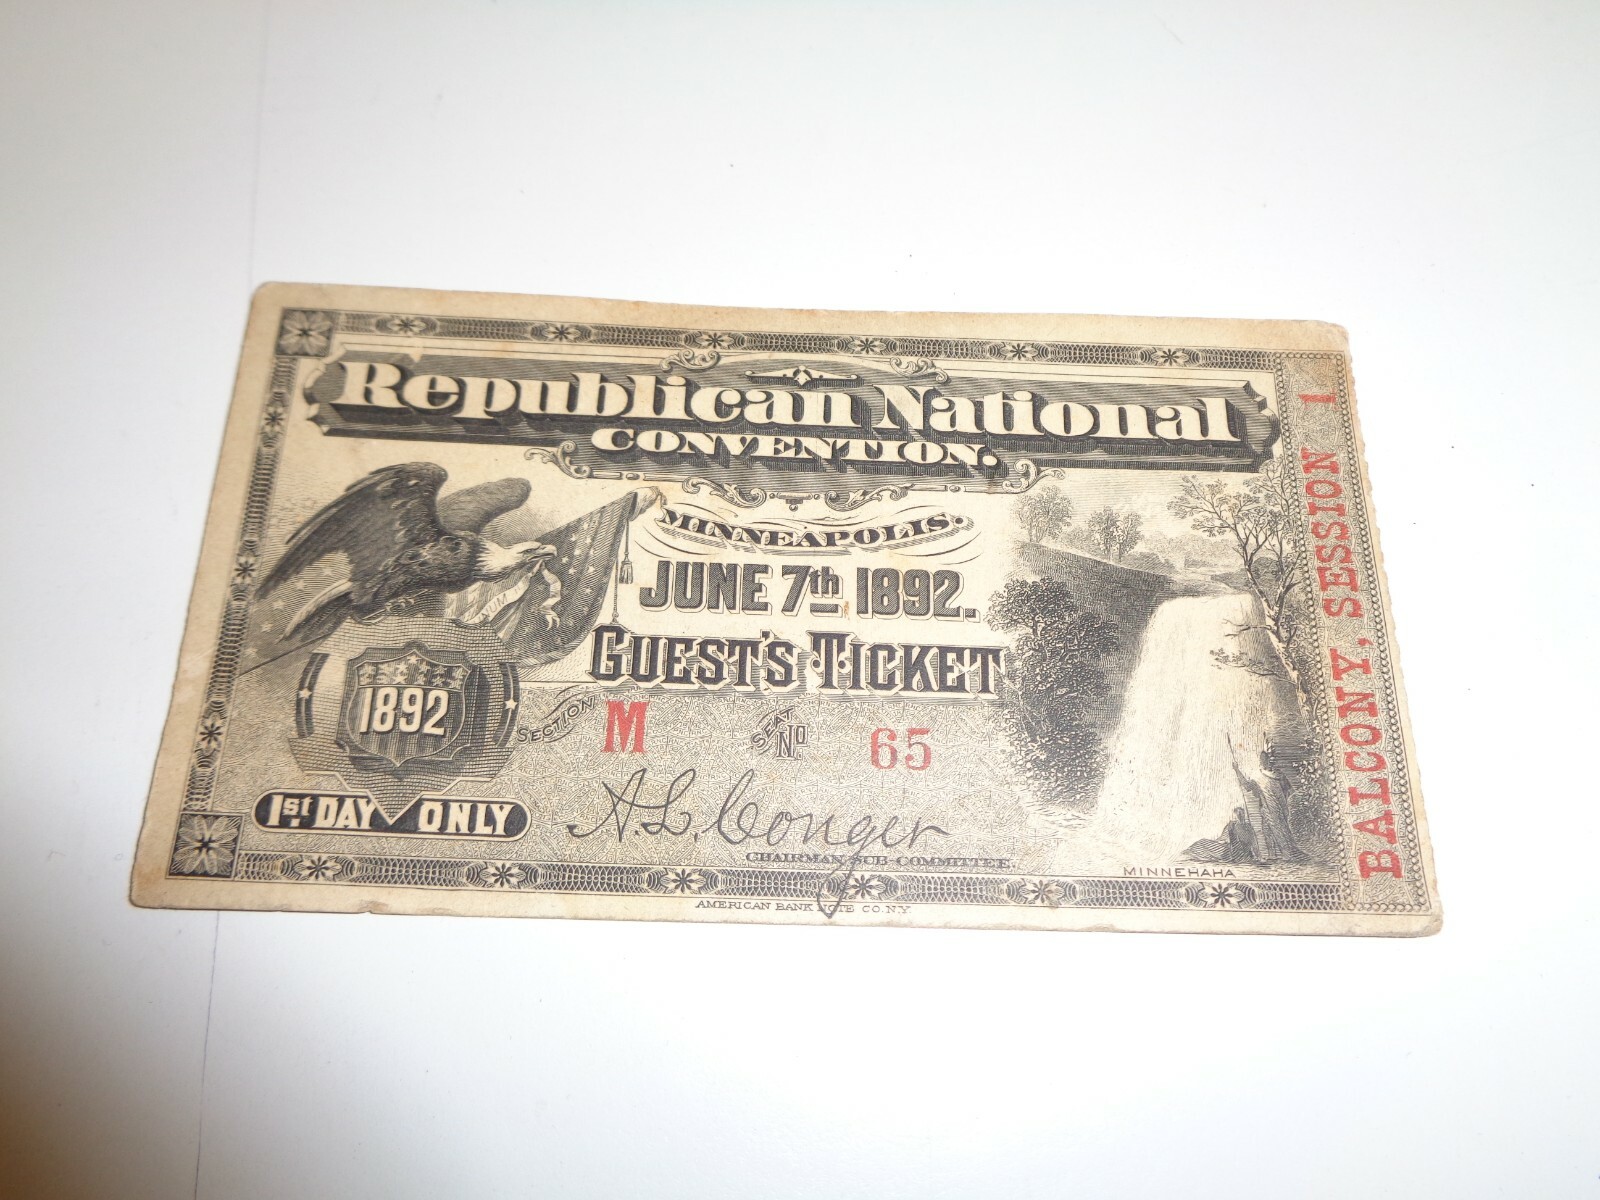 Republican National
CONVENTION.
MINNEAPOLIS.
JUNE 7th 1892.
GUEST'S TICKET
1892
SECTION M SEAT No 65
1st DAY ONLY
A. L. Conger
CHAIRMAN SUB-COMMITTEE.
MINNEHAHA
AMERICAN BANK NOTE CO. N.Y.
BALCONY, SESSION 1